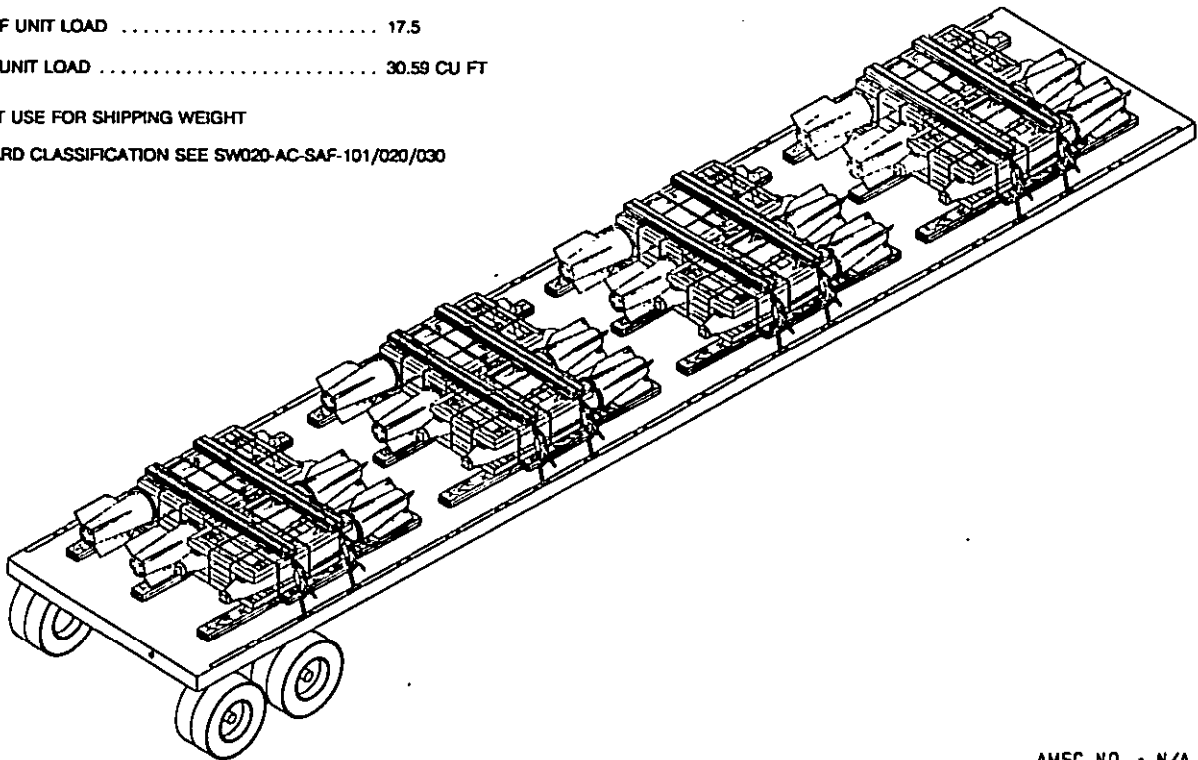 F UNIT LOAD ........................ 17.5
UNIT LOAD .......................... 30.59 CU FT
T USE FOR SHIPPING WEIGHT
RD CLASSIFICATION SEE SW020-AC-SAF-101/020/030
AMFC NO. : N/A